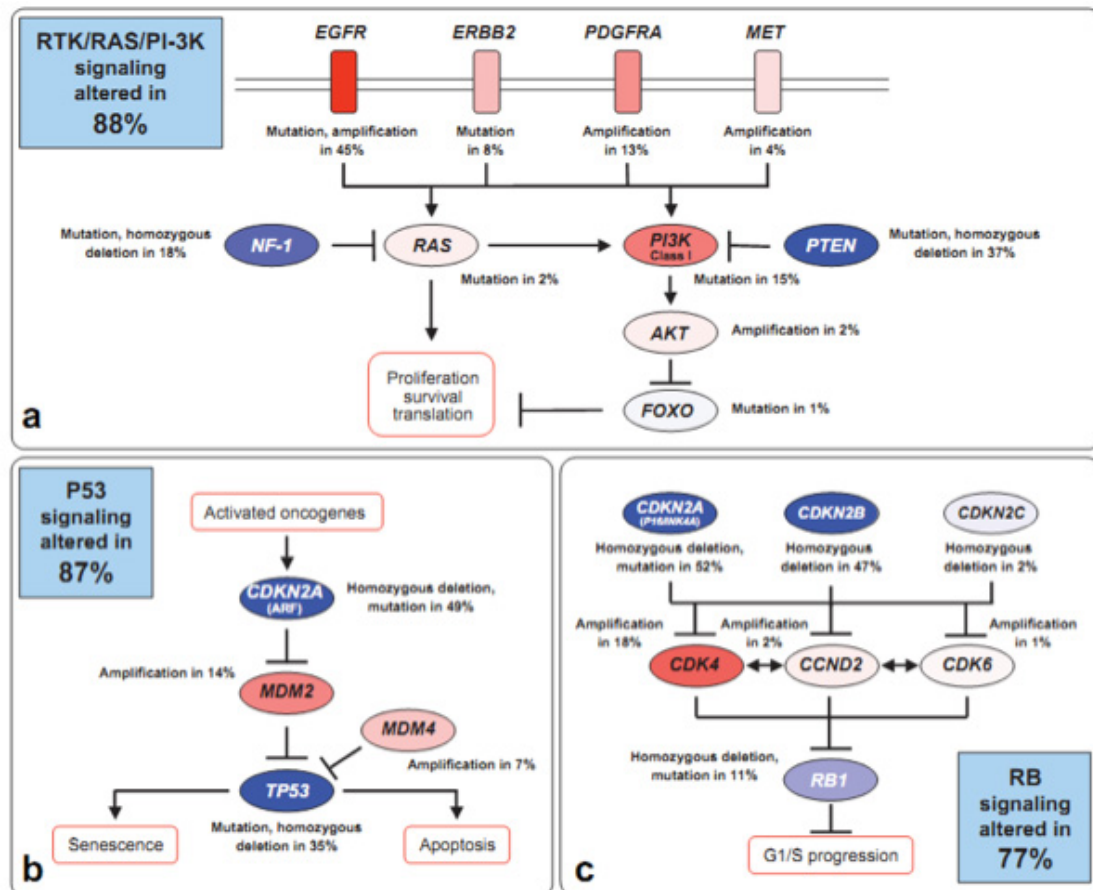 RTK/RAS/PI-3K
signaling
altered in
88%
EGFR
ERBB2
PDGFRA
MET
Mutation, amplification
in 45%
Mutation
in 8%
Amplification
in 13%
Amplification
in 4%
Mutation, homozygous
deletion in 18%
NF-1
RAS
Mutation in 2%
PI3K
Class I
Mutation in 15%
PTEN
Mutation, homozygous
deletion in 37%
AKT
Amplification in 2%
Proliferation
survival
translation
FOXO
Mutation in 1%
a
P53
signaling
altered in
87%
Activated oncogenes
CDKN2A
(ARF)
Homozygous deletion,
mutation in 49%
Amplification in 14%
MDM2
MDM4
Amplification in 7%
TP53
Mutation, homozygous
deletion in 35%
Senescence
Apoptosis
b
CDKN2A
(P16/INK4A)
CDKN2B
CDKN2C
Homozygous deletion,
mutation in 52%
Homozygous
deletion in 47%
Homozygous
deletion in 2%
Amplification
in 18%
Amplification
in 2%
Amplification
in 1%
CDK4
CCND2
CDK6
Homozygous deletion,
mutation in 11%
RB1
G1/S progression
RB
signaling
altered in
77%
c